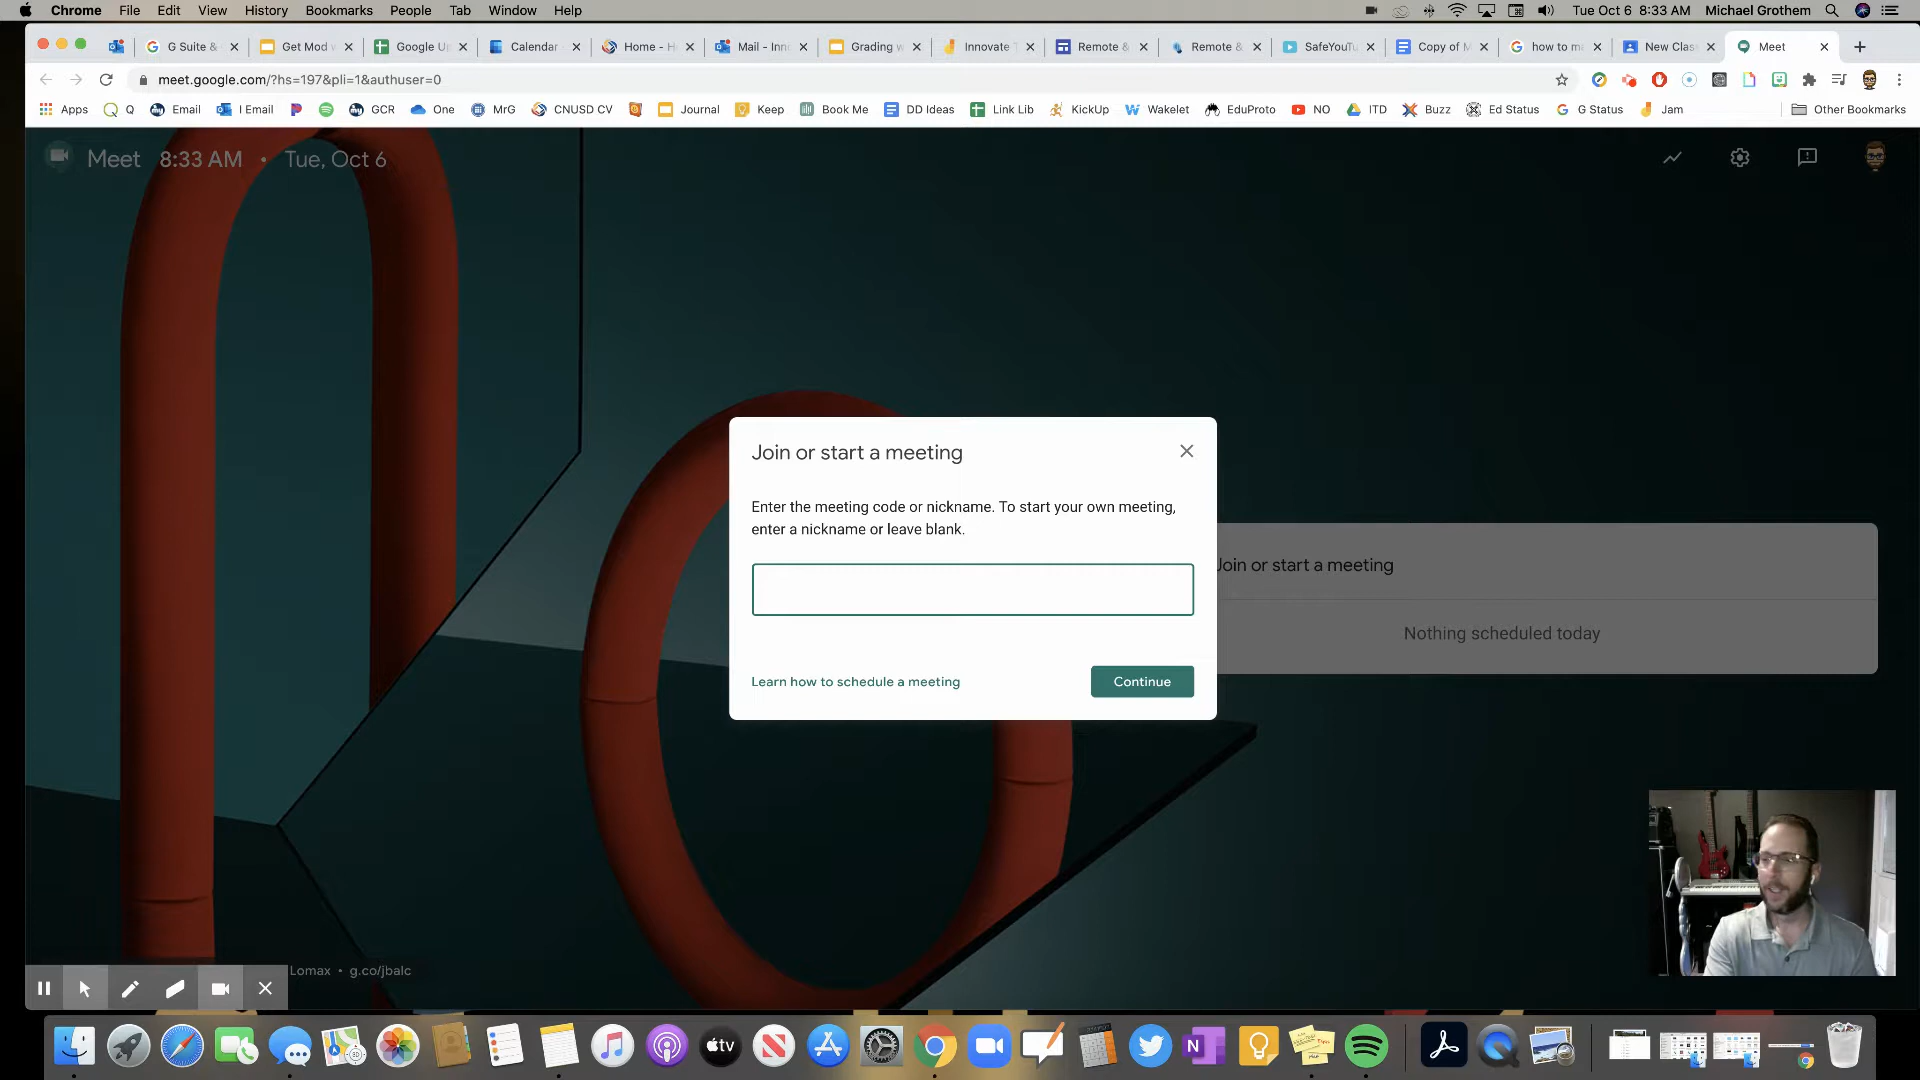 Chrome File Edit View History Bookmarks People Tab Window Help
Tue Oct 6 8:33 AM Michael Grothem
G Suite &
Get Mod w
Google Up
Calendar -
Home - H
Mail - Inn
Grading w
Innovate T
Remote &
Remote &
SafeYouTu
Copy of M
how to ma
New Clas
Meet
meet.google.com/?hs=197&pli=1&authuser=0
Apps Q Email I Email GCR One MrG CNUSD CV Journal Keep Book Me DD Ideas Link Lib KickUp Wakelet EduProto NO ITD Buzz Ed Status G Status Jam Other Bookmarks
Meet 8:33 AM • Tue, Oct 6
Join or start a meeting
Enter the meeting code or nickname. To start your own meeting,
enter a nickname or leave blank.
Learn how to schedule a meeting
Continue
Join or start a meeting
Nothing scheduled today
Lomax • g.co/jbalc
tv